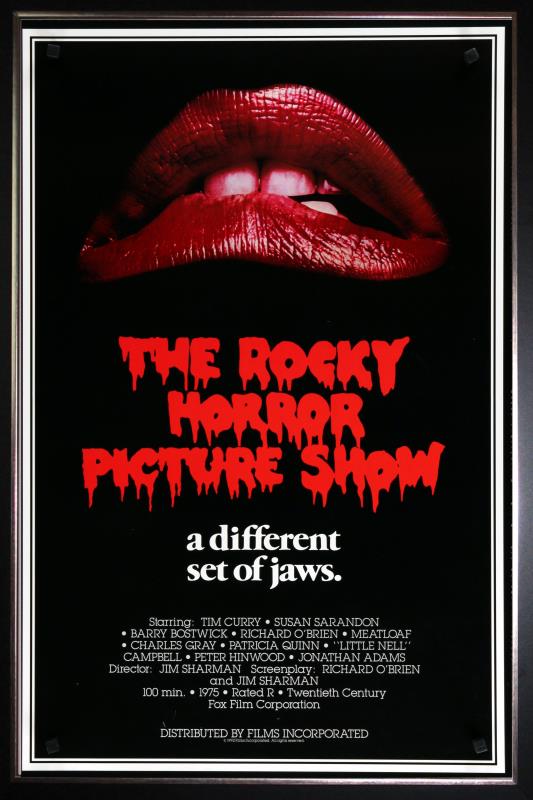 THE ROCKY
HORROR
PICTURE SHOW
a different
set of jaws.
Starring: TIM CURRY • SUSAN SARANDON
• BARRY BOSTWICK • RICHARD O'BRIEN • MEATLOAF
• CHARLES GRAY • PATRICIA QUINN • "LITTLE NELL"
CAMPBELL • PETER HINWOOD • JONATHAN ADAMS
Director: JIM SHARMAN Screenplay: RICHARD O'BRIEN
and JIM SHARMAN
100 min. • 1975 • Rated R • Twentieth Century
Fox Film Corporation
DISTRIBUTED BY FILMS INCORPORATED